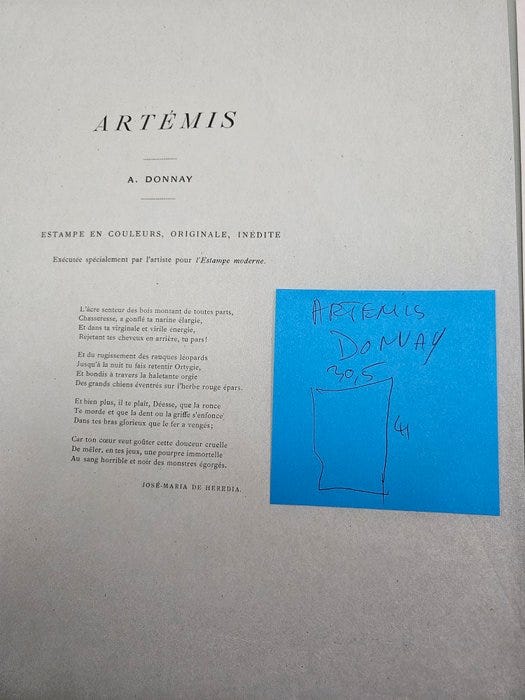 ARTÉMIS
A. DONNAY
ESTAMPE EN COULEURS, ORIGINALE, INÉDITE
Exécutée spécialement par l'artiste pour l'Estampe moderne.
L'âcre senteur des bois montant de toutes parts,
Chasseresse, a gonflé ta narine élargie,
Et dans ta virginale et virile énergie,
Rejetant tes cheveux en arrière, tu pars!
Et du rugissement des rauques léopards
Jusqu'à la nuit tu fais retentir Ortygie,
Et bondis à travers la haletante orgie
Des grands chiens éventrés sur l'herbe rouge épars.
Et bien plus, il te plaît, Déesse, que la ronce
Te morde et que la dent ou la griffe s'enfonce
Dans tes bras glorieux que le fer a vengés;
Car ton cœur veut goûter cette douceur cruelle
De mêler, en tes jeux, une pourpre immortelle
Au sang horrible et noir des monstres égorgés.
JOSÉ-MARIA DE HEREDIA.
ARTEMIS
DONNAY
30,5
41